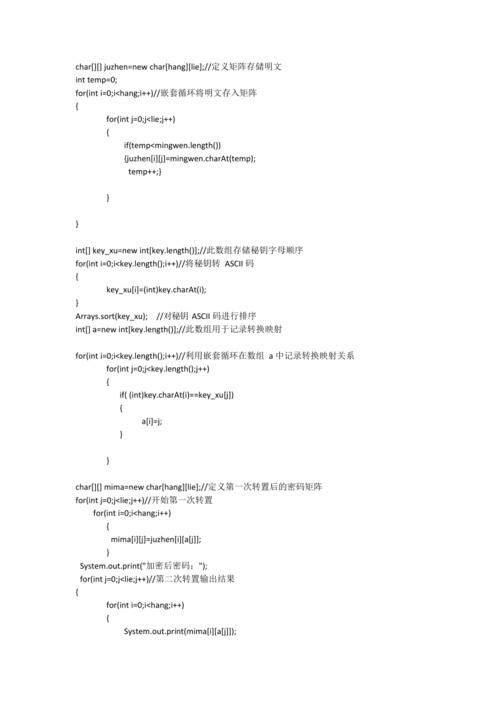 char[][] juzhen=new char[hang][lie];//定义矩阵存储明文
int temp=0;
for(int i=0;i<hang;i++)//嵌套循环将明文存入矩阵
{
for(int j=0;j<lie;j++)
{
if(temp<mingwen.length())
{juzhen[i][j]=mingwen.charAt(temp);
temp++;}
}
}
int[] key_xu=new int[key.length()];//此数组存储秘钥字母顺序
for(int i=0;i<key.length();i++)//将秘钥转 ASCII 码
{
key_xu[i]=(int)key.charAt(i);
}
Arrays.sort(key_xu); //对秘钥 ASCII 码进行排序
int[] a=new int[key.length()];//此数组用于记录转换映射
for(int i=0;i<key.length();i++)//利用嵌套循环在数组 a 中记录转换映射关系
for(int j=0;j<key.length();j++)
{
if( (int)key.charAt(i)==key_xu[j])
{
a[i]=j;
}
}
char[][] mima=new char[hang][lie];//定义第一次转置后的密码矩阵
for(int j=0;j<lie;j++)//开始第一次转置
for(int i=0;i<hang;i++)
{
mima[i][j]=juzhen[i][a[j]];
}
System.out.print("加密后密码：");
for(int j=0;j<lie;j++)//第二次转置输出结果
{
for(int i=0;i<hang;i++)
{
System.out.print(mima[i][a[j]]);